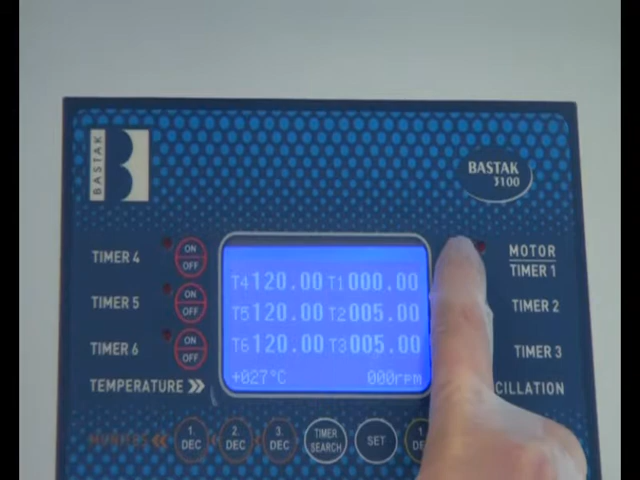 BASTAK
BASTAK
3100
TIMER 4
ON
OFF
TIMER 5
ON
OFF
TIMER 6
ON
OFF
TEMPERATURE
T4120.00 T1000.00
T5120.00 T2005.00
T6120.00 T3005.00
+027°C 000rpm
MOTOR
TIMER 1
TIMER 2
TIMER 3
CILLATION
1. DEC
2. DEC
3. DEC
TIMER SEARCH
SET
1.